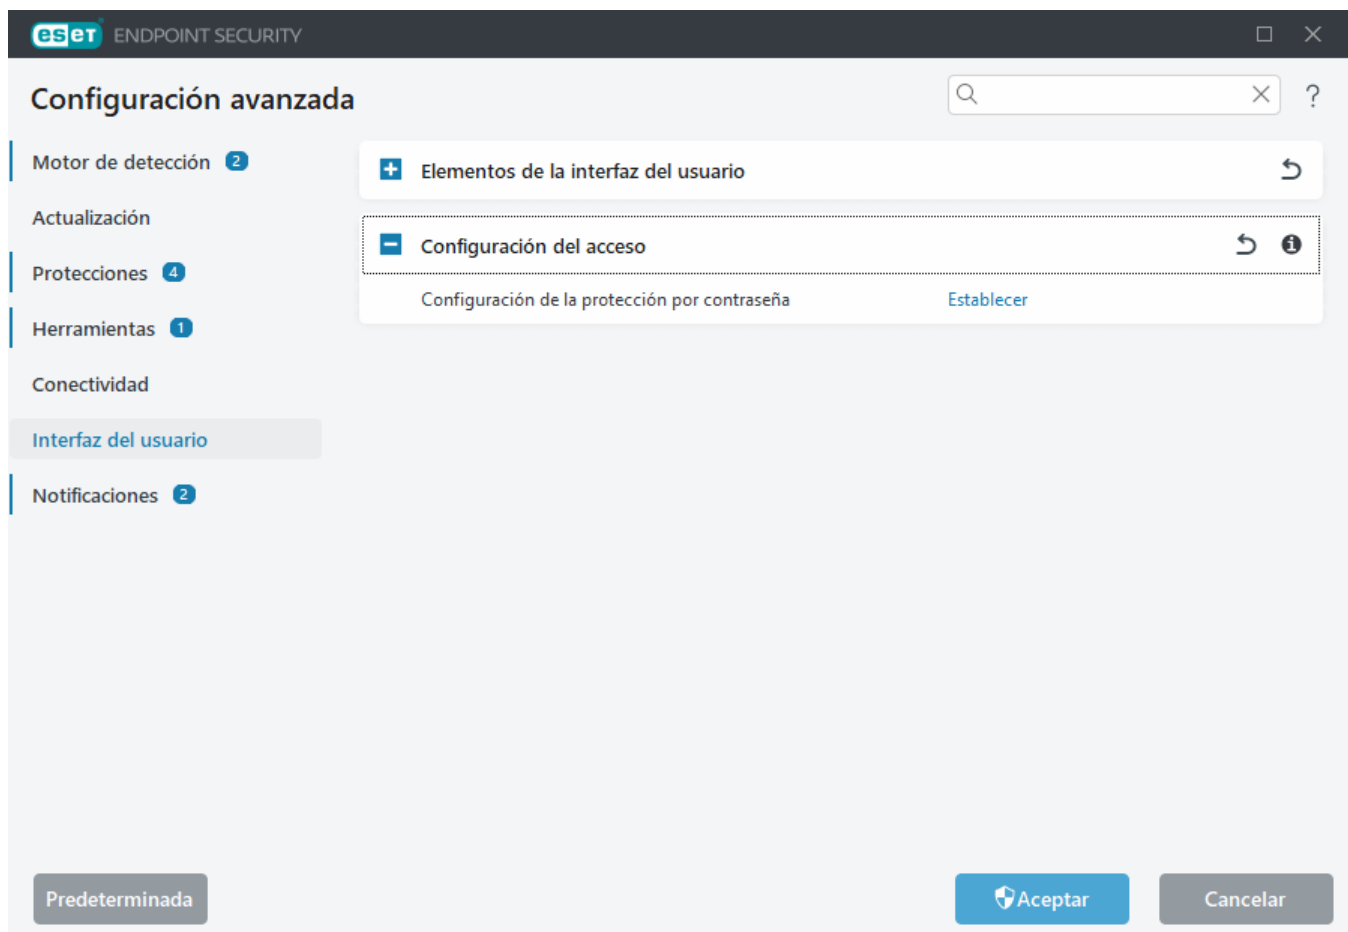 eset ENDPOINT SECURITY
Configuración avanzada
?
Motor de detección 2
Actualización
Protecciones 4
Herramientas 1
Conectividad
Interfaz del usuario
Notificaciones 2
Elementos de la interfaz del usuario
Configuración del acceso
Configuración de la protección por contraseña Establecer
Predeterminada
Aceptar
Cancelar